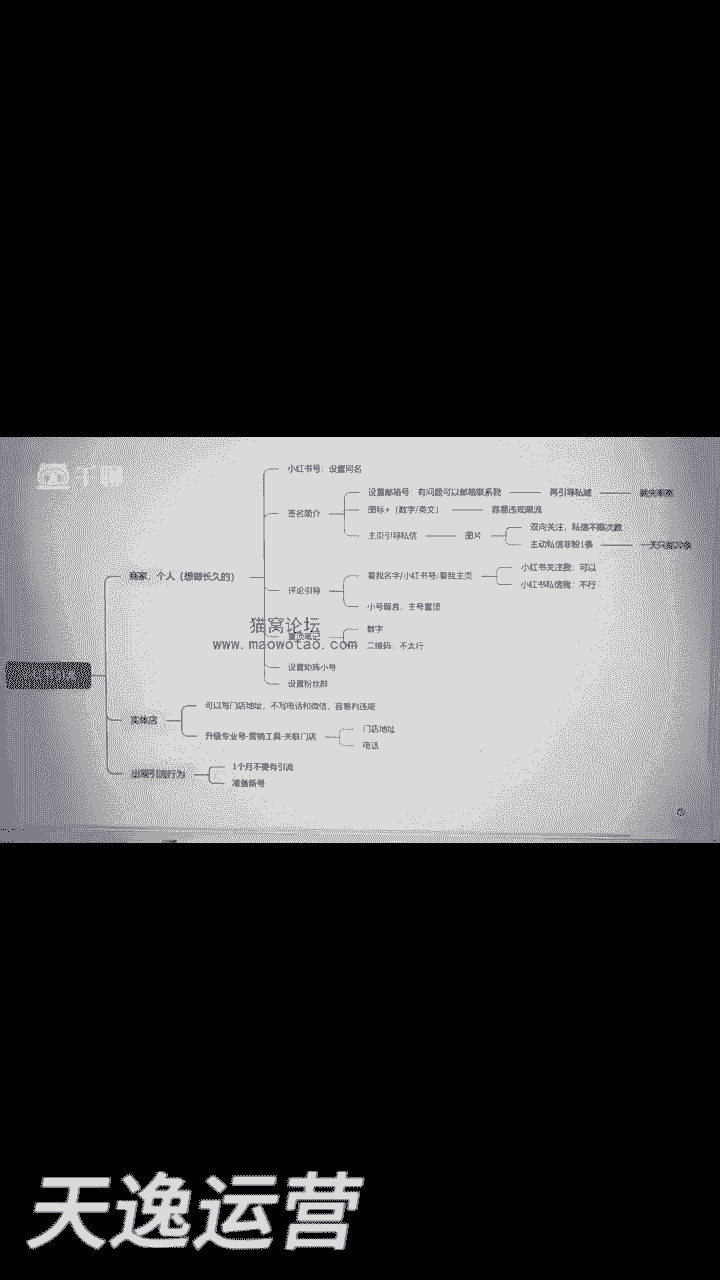 千聊
小红书号：设置同名
签名简介
设置邮箱号：有问题可以邮箱联系我
再引导私域
流失率高
图标+（数字/英文）
容易违规限流
主页引导私信
图片
双向关注，私信不限次数
主动私信非粉1条
商家、个人（想做长久的）
评论引导
看我名字/小红书号/看我主页
小红书关注我：可以
小红书私信我：不行
小号留言，主号置顶
猫窝论坛
www.maowotao.com
置顶笔记
数字
二维码：不太行
设置矩阵小号
设置粉丝群
实体店
可以写门店地址，不写电话和微信，容易判违规
升级专业号-营销工具-关联门店
门店地址
电话
出现引流行为
1个月不要有引流
准备新号
天逸运营